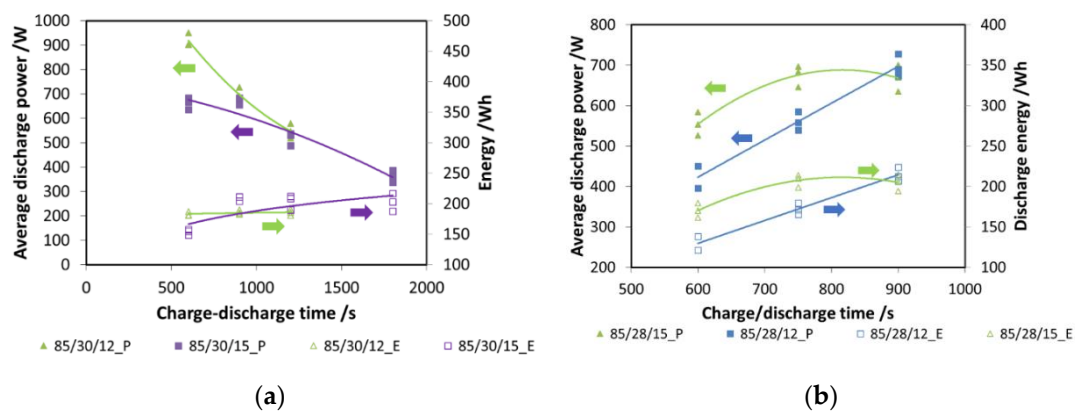 Average discharge power /W
1000
900
800
700
600
500
400
300
200
100
0
500
450
400
350
300
250
200
150
100
Energy /Wh
0 500 1000 1500 2000
Charge-discharge time /s
85/30/12_P 85/30/15_P 85/30/12_E 85/30/15_E
(a)
Average discharge power /W
800
700
600
500
400
300
200
400
350
300
250
200
150
100
Discharge energy /Wh
500 600 700 800 900 1000
Charge/discharge time /s
85/28/15_P 85/28/12_P 85/28/12_E 85/28/15_E
(b)